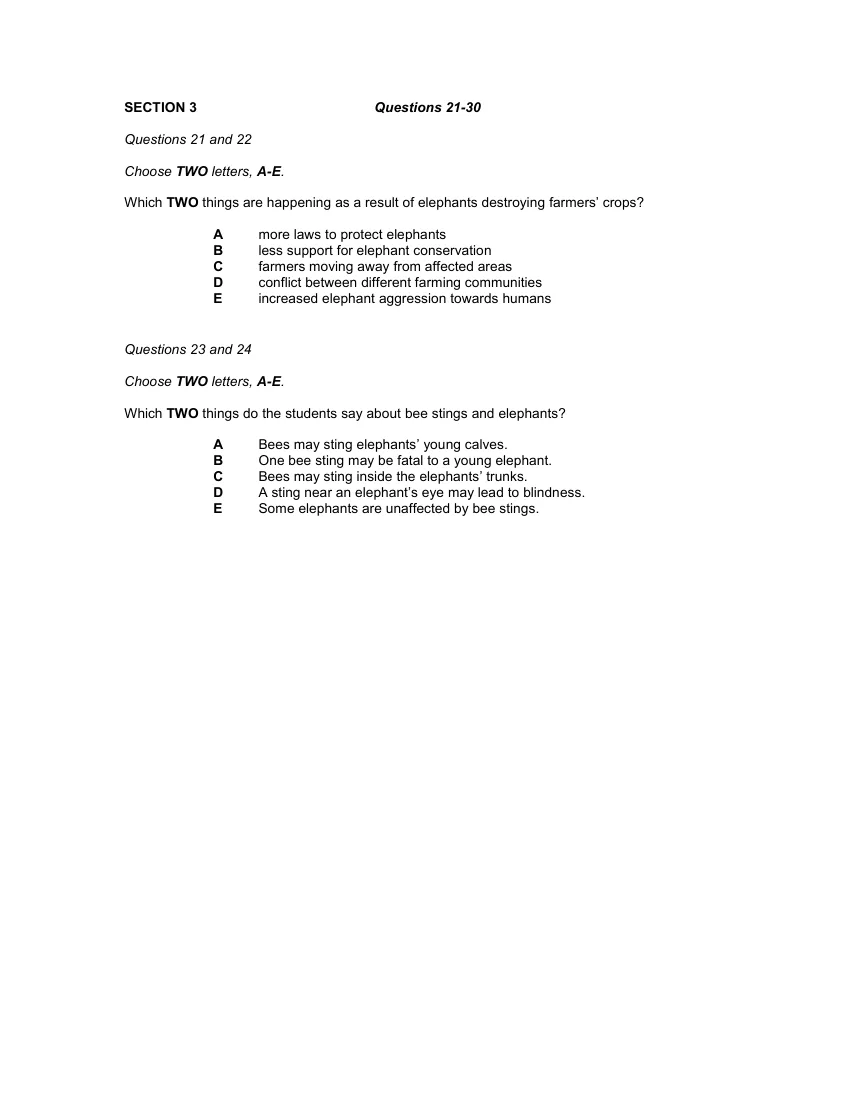 SECTION 3 Questions 21-30
Questions 21 and 22
Choose TWO letters, A-E.
Which TWO things are happening as a result of elephants destroying farmers’ crops?
A more laws to protect elephants
B less support for elephant conservation
C farmers moving away from affected areas
D conflict between different farming communities
E increased elephant aggression towards humans
Questions 23 and 24
Choose TWO letters, A-E.
Which TWO things do the students say about bee stings and elephants?
A Bees may sting elephants’ young calves.
B One bee sting may be fatal to a young elephant.
C Bees may sting inside the elephants’ trunks.
D A sting near an elephant’s eye may lead to blindness.
E Some elephants are unaffected by bee stings.